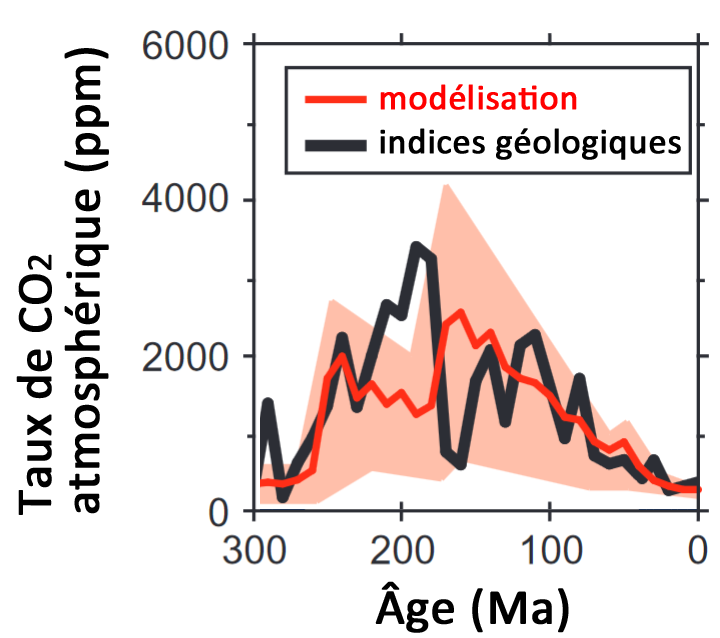 6000
4000
2000
0
Taux de CO2
atmosphérique (ppm)
modélisation
indices géologiques
300
200
100
0
Âge (Ma)